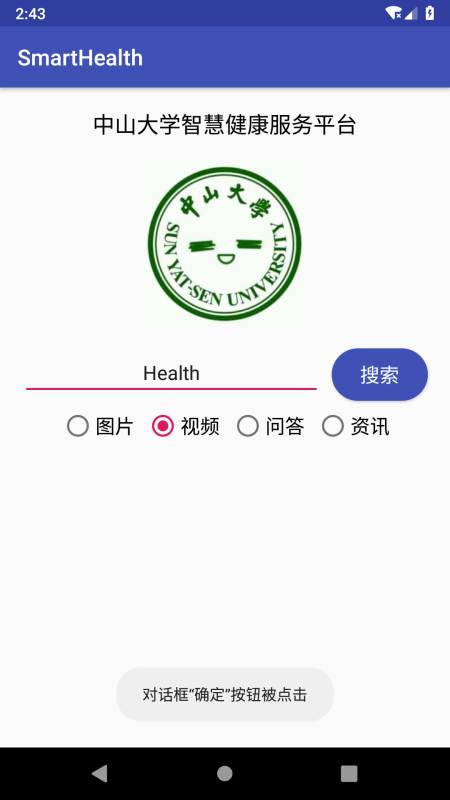 2:43
SmartHealth
中山大学智慧健康服务平台
中山大學
SUN YAT-SEN UNIVERSITY
Health
搜索
图片 视频 问答 资讯
对话框“确定”按钮被点击